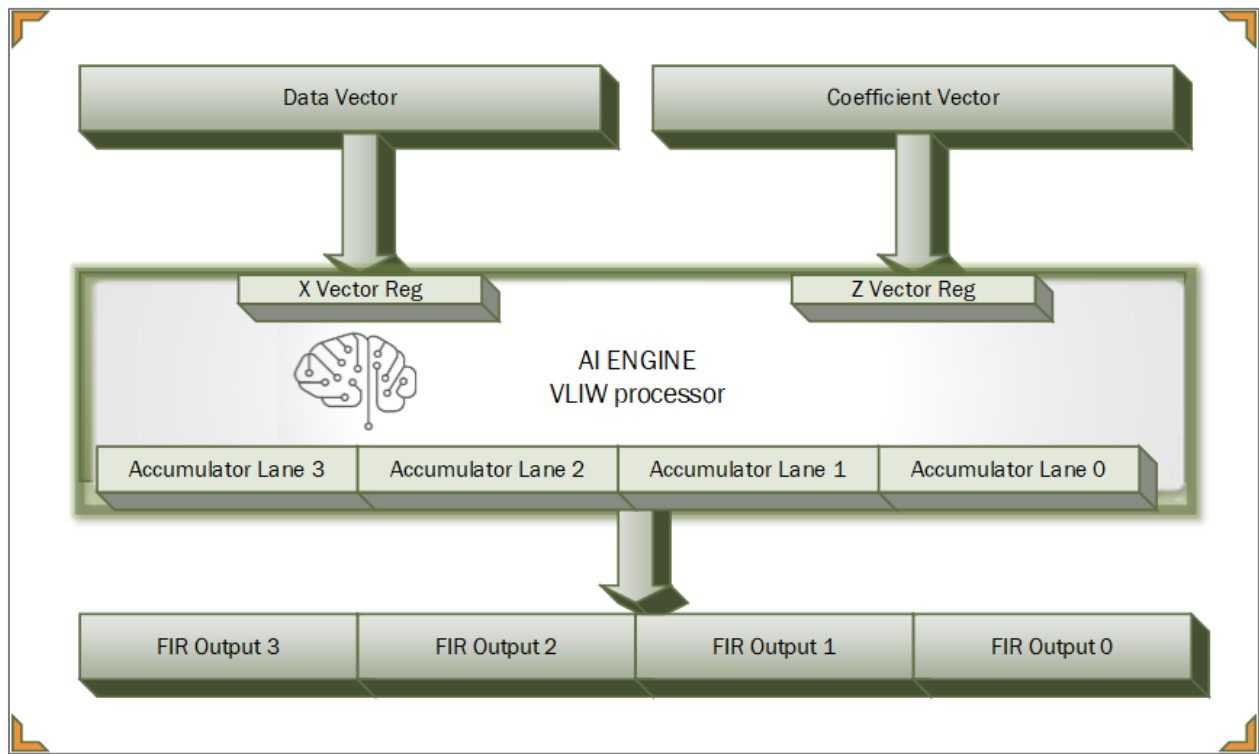 Data Vector
Coefficient Vector
X Vector Reg
Z Vector Reg
AI ENGINE
VLIW processor
Accumulator Lane 3
Accumulator Lane 2
Accumulator Lane 1
Accumulator Lane 0
FIR Output 3
FIR Output 2
FIR Output 1
FIR Output 0